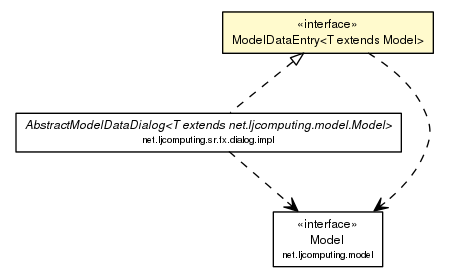 «interface»
ModelDataEntry<T extends Model>
AbstractModelDataDialog<T extends net.ljcomputing.model.Model>
net.ljcomputing.sr.fx.dialog.impl
«interface»
Model
net.ljcomputing.model